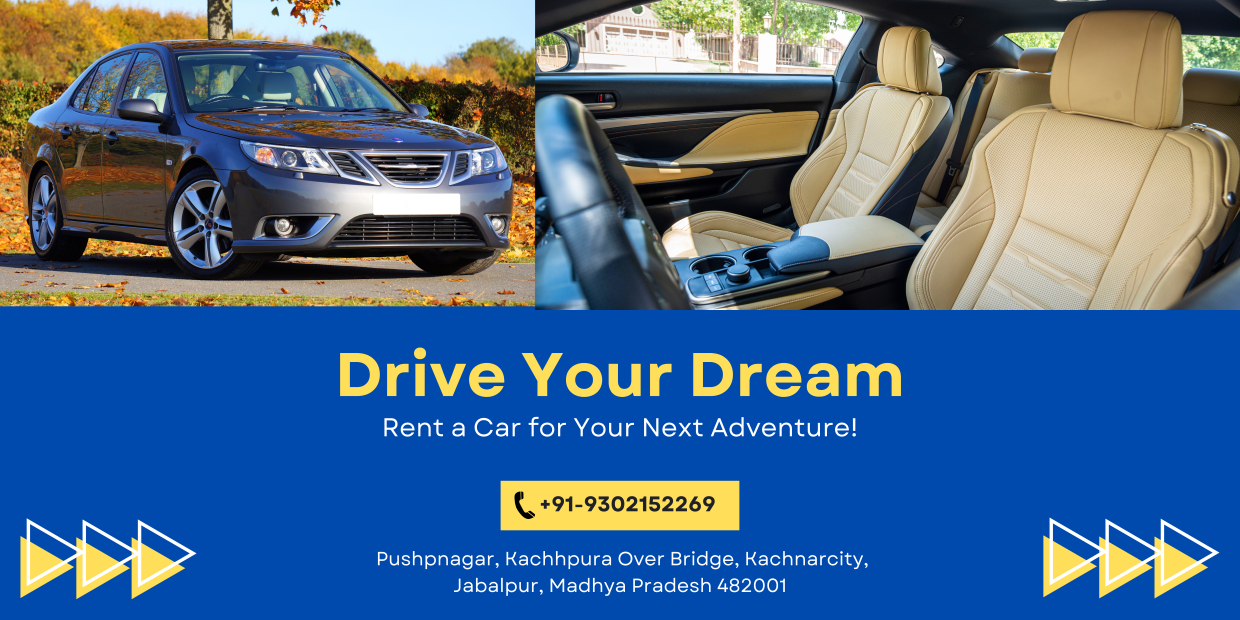 Drive Your Dream
Rent a Car for Your Next Adventure!
+91-9302152269
Pushpnagar, Kachhpura Over Bridge, Kachnarcity,
Jabalpur, Madhya Pradesh 482001